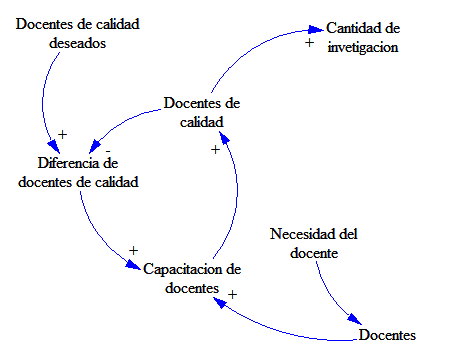 Docentes de calidad
deseados
Cantidad de
invetigacion
+
Docentes de
calidad
+
-
+
Diferencia de
docentes de calidad
Necesidad del
docente
+
Capacitacion de
docentes
+
Docentes